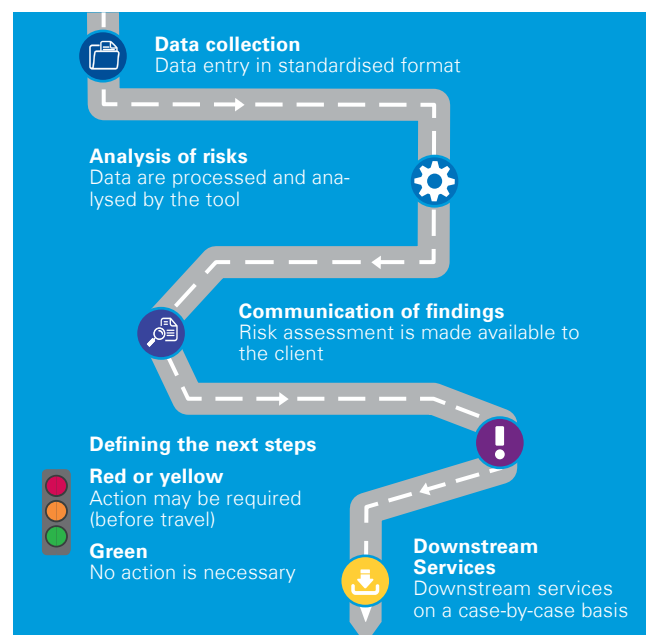 Data collection
Data entry in standardised format
Analysis of risks
Data are processed and ana-
lysed by the tool
Communication of findings
Risk assessment is made available to
the client
Defining the next steps
Red or yellow
Action may be required
(before travel)
Green
No action is necessary
Downstream
Services
Downstream services
on a case-by-case basis